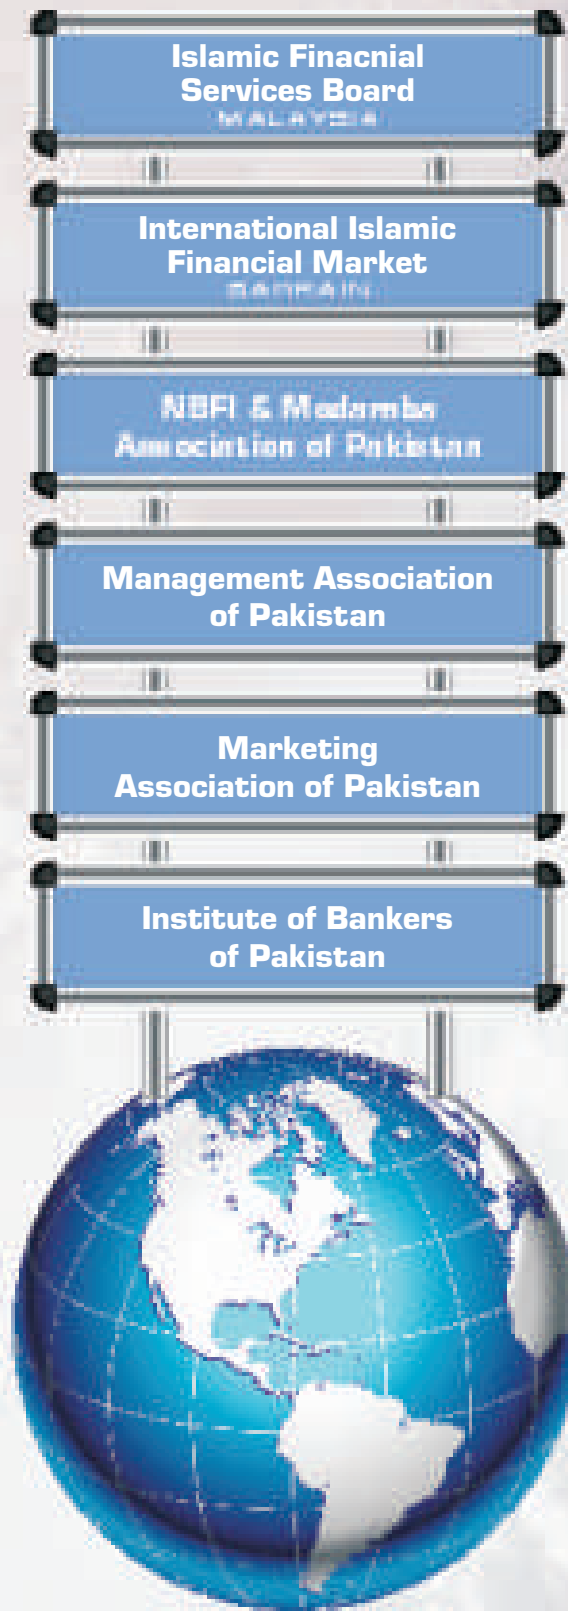 Islamic Finacnial
Services Board
MALAYSIA
International Islamic
Financial Market
BAHRAIN
NBFI & Modaraba
Association of Pakistan
Management Association
of Pakistan
Marketing
Association of Pakistan
Institute of Bankers
of Pakistan